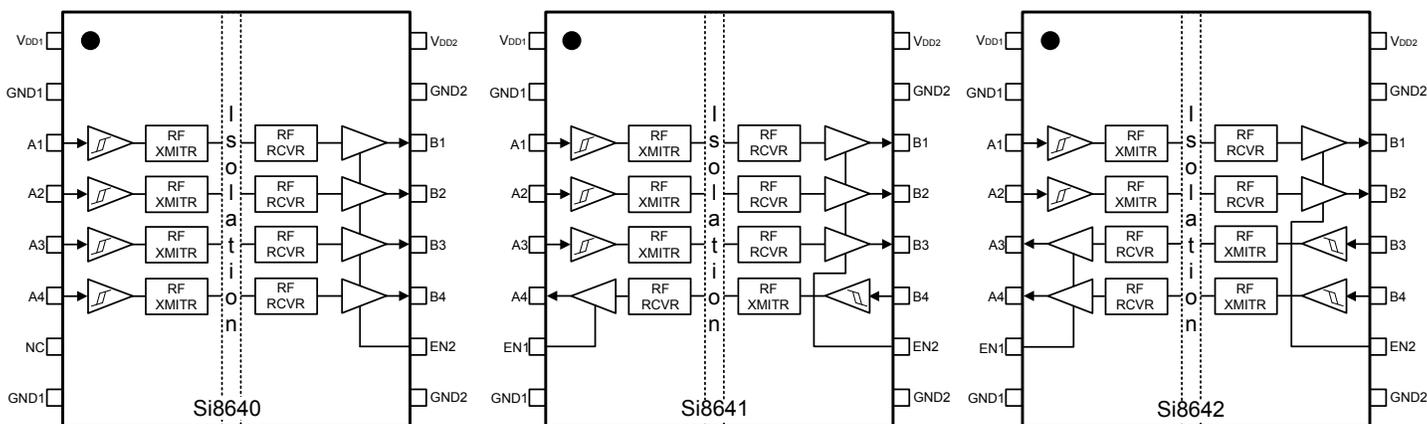 VDD1
GND1
A1
A2
A3
A4
NC
GND1
RF XMITR
RF XMITR
RF XMITR
RF XMITR
Isolation
RF RCVR
RF RCVR
RF RCVR
RF RCVR
VDD2
GND2
B1
B2
B3
B4
EN2
GND2
Si8640
VDD1
GND1
A1
A2
A3
A4
EN1
GND1
RF XMITR
RF XMITR
RF XMITR
RF RCVR
Isolation
RF RCVR
RF RCVR
RF RCVR
RF XMITR
VDD2
GND2
B1
B2
B3
B4
EN2
GND2
Si8641
VDD1
GND1
A1
A2
A3
A4
EN1
GND1
RF XMITR
RF XMITR
RF RCVR
RF RCVR
Isolation
RF RCVR
RF RCVR
RF XMITR
RF XMITR
VDD2
GND2
B1
B2
B3
B4
EN2
GND2
Si8642